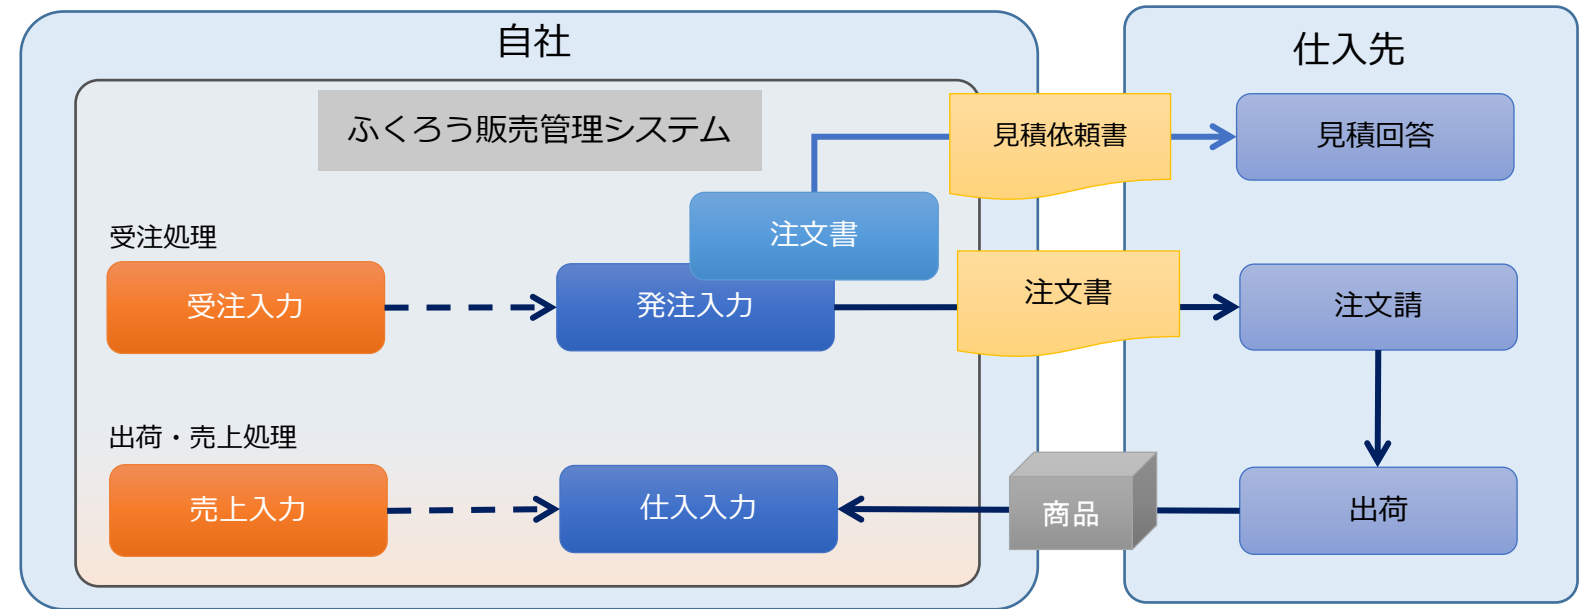 自社
仕入先
ふくろう販売管理システム
見積依頼書
見積回答
注文書
受注処理
受注入力
発注入力
注文書
注文請
出荷・売上処理
売上入力
仕入入力
商品
出荷